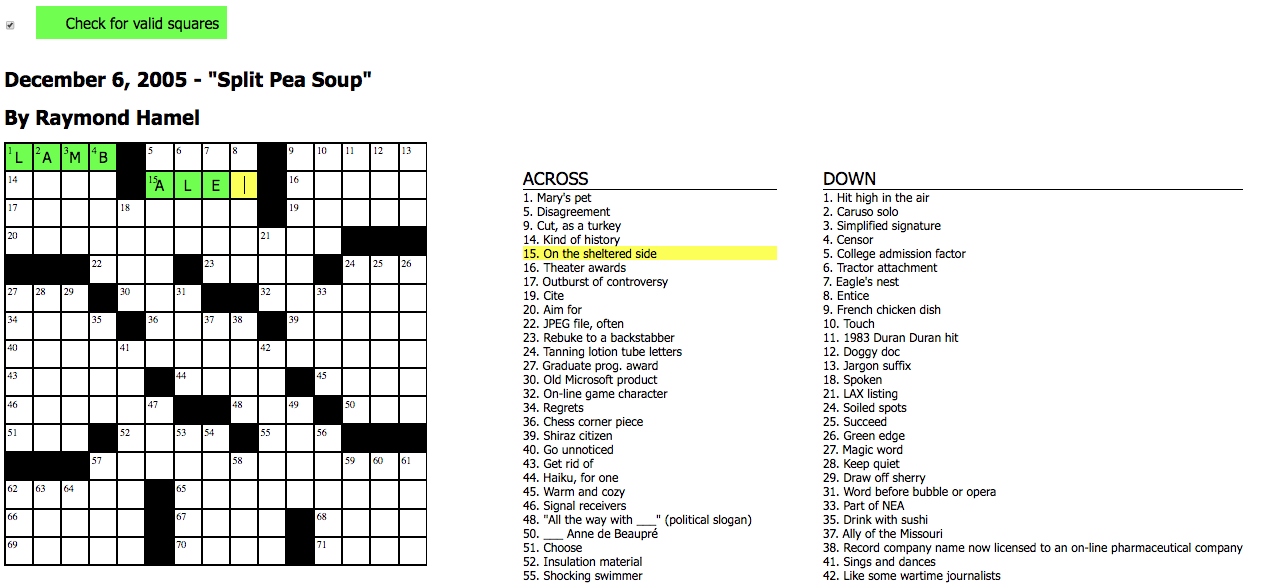 Check for valid squares
December 6, 2005 - "Split Pea Soup"
By Raymond Hamel
1 L 2 A 3 M 4 B 5 6 7 8 9 10 11 12 13
14 15 A L E 16
17 18 19
20 21
22 23 24 25 26
27 28 29 30 31 32 33
34 35 36 37 38 39
40 41 42
43 44 45
46 47 48 49 50
51 52 53 54 55 56
57 58 59 60 61
62 63 64 65
66 67 68
69 70 71
ACROSS
1. Mary's pet
5. Disagreement
9. Cut, as a turkey
14. Kind of history
15. On the sheltered side
16. Theater awards
17. Outburst of controversy
19. Cite
20. Aim for
22. JPEG file, often
23. Rebuke to a backstabber
24. Tanning lotion tube letters
27. Graduate prog. award
30. Old Microsoft product
32. On-line game character
34. Regrets
36. Chess corner piece
39. Shiraz citizen
40. Go unnoticed
43. Get rid of
44. Haiku, for one
45. Warm and cozy
46. Signal receivers
48. "All the way with ___" (political slogan)
50. ___ Anne de Beaupré
51. Choose
52. Insulation material
55. Shocking swimmer
DOWN
1. Hit high in the air
2. Caruso solo
3. Simplified signature
4. Censor
5. College admission factor
6. Tractor attachment
7. Eagle's nest
8. Entice
9. French chicken dish
10. Touch
11. 1983 Duran Duran hit
12. Doggy doc
13. Jargon suffix
18. Spoken
21. LAX listing
24. Soiled spots
25. Succeed
26. Green edge
27. Magic word
28. Keep quiet
29. Draw off sherry
31. Word before bubble or opera
33. Part of NEA
35. Drink with sushi
37. Ally of the Missouri
38. Record company name now licensed to an on-line pharmaceutical company
41. Sings and dances
42. Like some wartime journalists